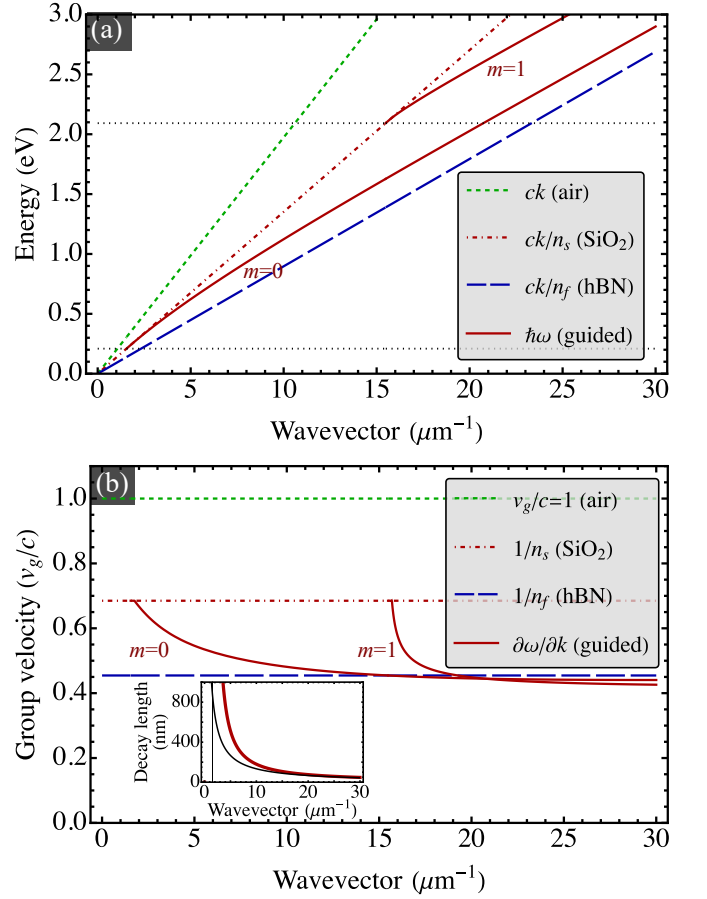 (a)
3.0
2.5
2.0
1.5
1.0
0.5
0.0
Energy (eV)
m=1
m=0
ck (air)
ck/nₛ (SiO₂)
ck/n_f (hBN)
ℏω (guided)
0 5 10 15 20 25 30
Wavevector (μm⁻¹)
(b)
1.0
0.8
0.6
0.4
0.2
0.0
Group velocity (v_g/c)
v_g/c=1 (air)
1/nₛ (SiO₂)
1/n_f (hBN)
∂ω/∂k (guided)
m=0
m=1
800
400
0
Decay length
(nm)
0 10 20 30
Wavevector (μm⁻¹)
0 5 10 15 20 25 30
Wavevector (μm⁻¹)